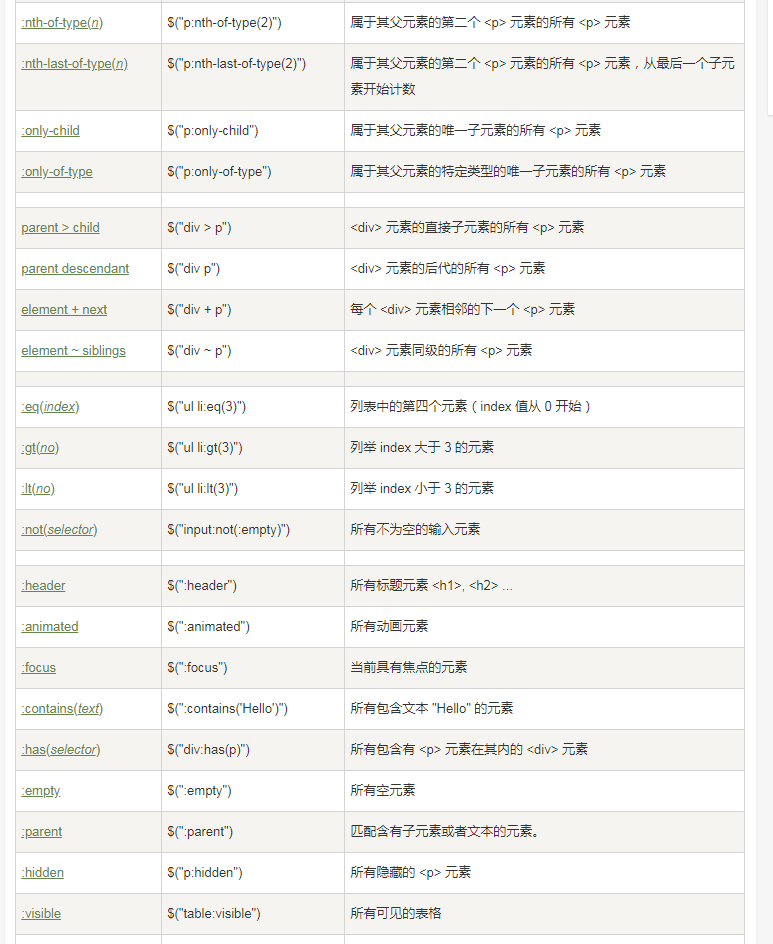 :nth-of-type(n) $("p:nth-of-type(2)") 属于其父元素的第二个 <p> 元素的所有 <p> 元素
:nth-last-of-type(n) $("p:nth-last-of-type(2)") 属于其父元素的第二个 <p> 元素的所有 <p> 元素，从最后一个子元
素开始计数
:only-child $("p:only-child") 属于其父元素的唯一子元素的所有 <p> 元素
:only-of-type $("p:only-of-type") 属于其父元素的特定类型的唯一子元素的所有 <p> 元素
parent > child $("div > p") <div> 元素的直接子元素的所有 <p> 元素
parent descendant $("div p") <div> 元素的后代的所有 <p> 元素
element + next $("div + p") 每个 <div> 元素相邻的下一个 <p> 元素
element ~ siblings $("div ~ p") <div> 元素同级的所有 <p> 元素
:eq(index) $("ul li:eq(3)") 列表中的第四个元素（index 值从 0 开始）
:gt(no) $("ul li:gt(3)") 列举 index 大于 3 的元素
:lt(no) $("ul li:lt(3)") 列举 index 小于 3 的元素
:not(selector) $("input:not(:empty)") 所有不为空的输入元素
:header $(":header") 所有标题元素 <h1>, <h2> ...
:animated $(":animated") 所有动画元素
:focus $(":focus") 当前具有焦点的元素
:contains(text) $(":contains('Hello')") 所有包含文本 "Hello" 的元素
:has(selector) $("div:has(p)") 所有包含有 <p> 元素在其内的 <div> 元素
:empty $(":empty") 所有空元素
:parent $(":parent") 匹配含有子元素或者文本的元素。
:hidden $("p:hidden") 所有隐藏的 <p> 元素
:visible $("table:visible") 所有可见的表格